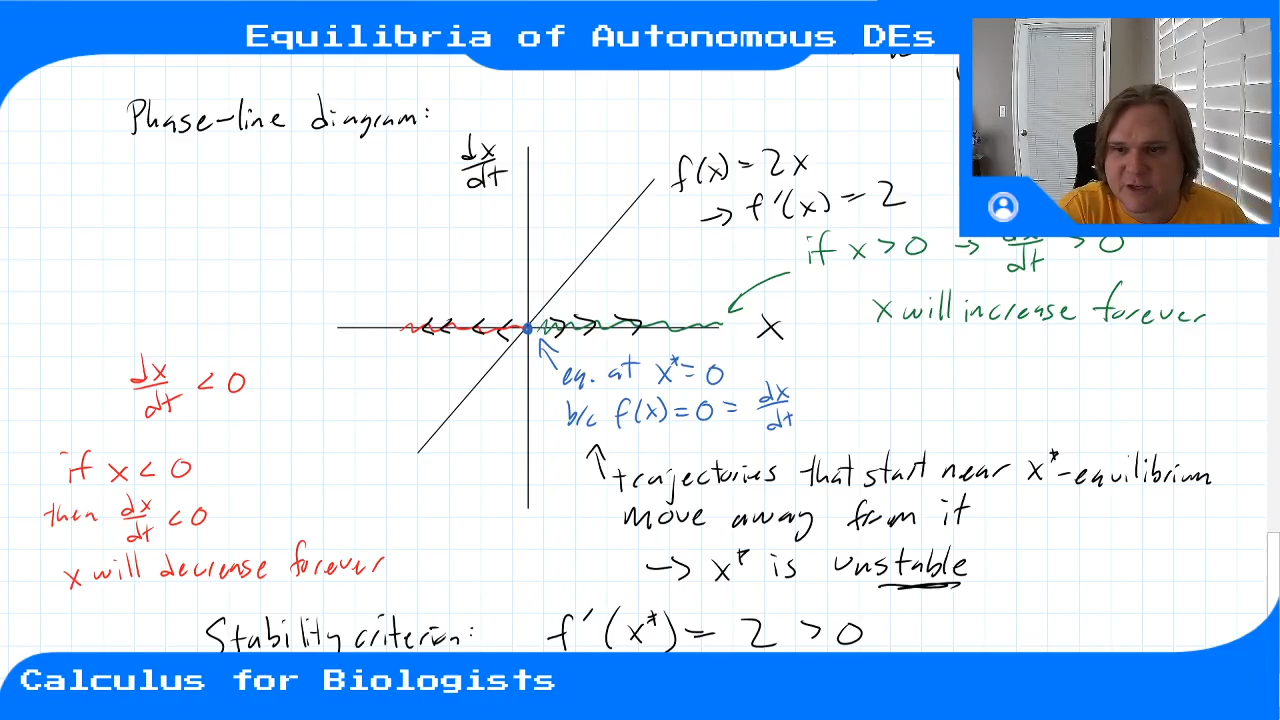 Equilibria of Autonomous DEs
Phase-line diagram:
dx/dt
f(x) = 2x
→ f'(x) = 2
if x > 0 → dx/dt > 0
x will increase forever
x
eq. at x* = 0
b/c f(x) = 0 = dx/dt
dx/dt < 0
if x < 0
then dx/dt < 0
x will decrease forever
trajectories that start near x*-equilibrium
move away from it
→ x* is unstable
Stability criterion: f'(x*) = 2 > 0
Calculus for Biologists